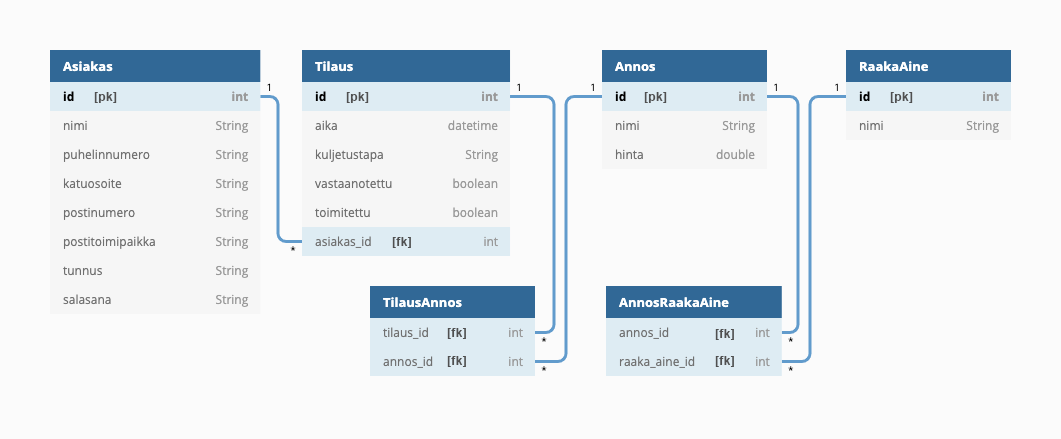 Asiakas
id [pk] int
nimi String
puhelinnumero String
katuosoite String
postinumero String
postitoimipaikka String
tunnus String
salasana String
1
*
Tilaus
id [pk] int
aika datetime
kuljetustapa String
vastaanotettu boolean
toimitettu boolean
asiakas_id [fk] int
1
TilausAnnos
tilaus_id [fk] int
annos_id [fk] int
*
*
1
Annos
id [pk] int
nimi String
hinta double
1
AnnosRaakaAine
annos_id [fk] int
raaka_aine_id [fk] int
*
*
1
RaakaAine
id [pk] int
nimi String